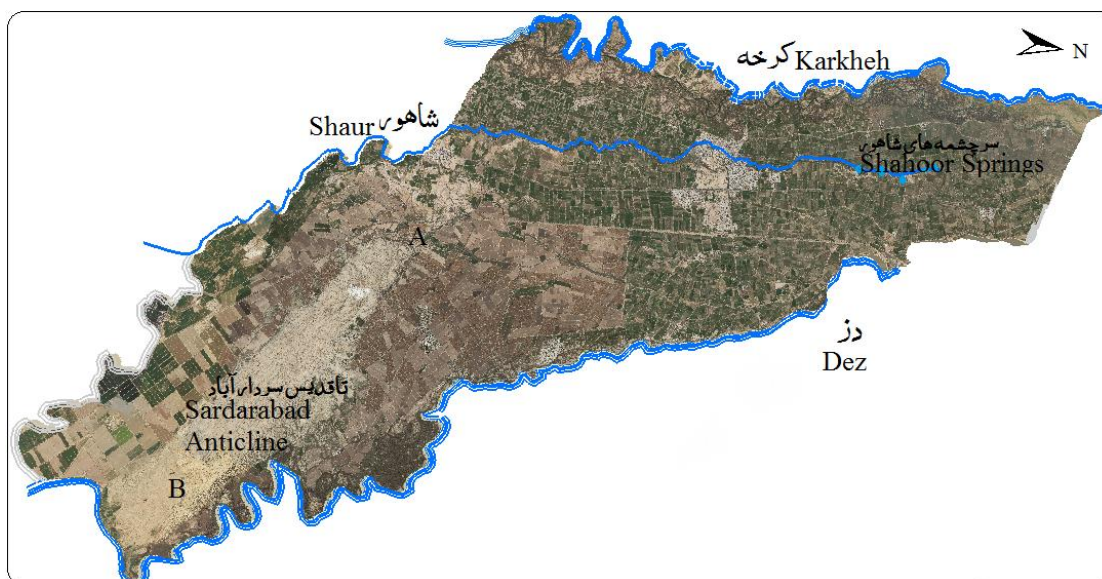 کرخه Karkheh
N
شاهور
Shaur
سرچشمه‌های شاهور
Shahoor Springs
A
دز
Dez
تاقدیس سردارآباد
Sardarabad
Anticline
B